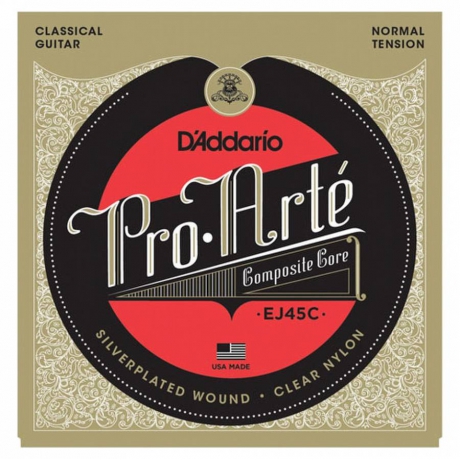 CLASSICAL
GUITAR
NORMAL
TENSION
D'Addario
Pro·Arté
Composite Core
·EJ45C·
USA MADE
SILVERPLATED WOUND · CLEAR NYLON